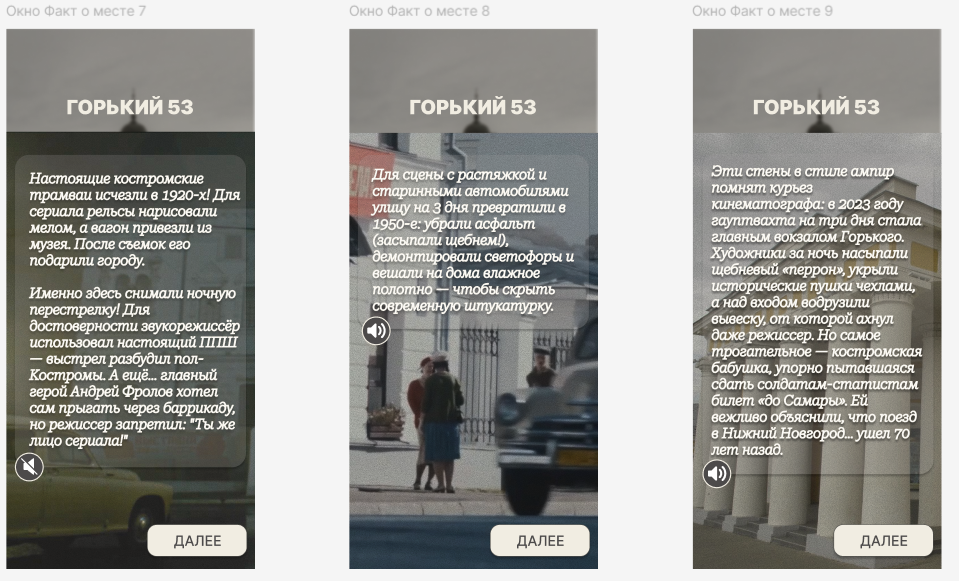 Окно Факт о месте 7
ГОРЬКИЙ 53
Настоящие костромские
трамваи исчезли в 1920-х! Для
сериала рельсы нарисовали
мелом, а вагон привезли из
музея. После съемок его
подарили городу.
Именно здесь снимали ночную
перестрелку! Для
достоверности звукорежиссёр
использовал настоящий ППШ
— выстрел разбудил пол-
Костромы. А ещё... главный
герой Андрей Фролов хотел
сам прыгать через баррикаду,
но режиссер запретил: "Ты же
лицо сериала!"
ДАЛЕЕ
Окно Факт о месте 8
ГОРЬКИЙ 53
Для сцены с растяжкой и
старинными автомобилями
улицу на 3 дня превратили в
1950-е: убрали асфальт
(засыпали щебнем!),
демонтировали светофоры и
вешали на дома влажное
полотно — чтобы скрыть
современную штукатурку.
ДАЛЕЕ
Окно Факт о месте 9
ГОРЬКИЙ 53
Эти стены в стиле ампир
помнят курьез
кинематографа: в 2023 году
гауптвахта на три дня стала
главным вокзалом Горького.
Художники за ночь насыпали
щебневый «перрон», укрыли
исторические пушки чехлами,
а над входом водрузили
вывеску, от которой ахнул
даже режиссер. Но самое
трогательное — костромская
бабушка, упорно пытавшаяся
сдать солдатам-статистам
билет «до Самары». Ей
вежливо объяснили, что поезд
в Нижний Новгород... ушел 70
лет назад.
ДАЛЕЕ